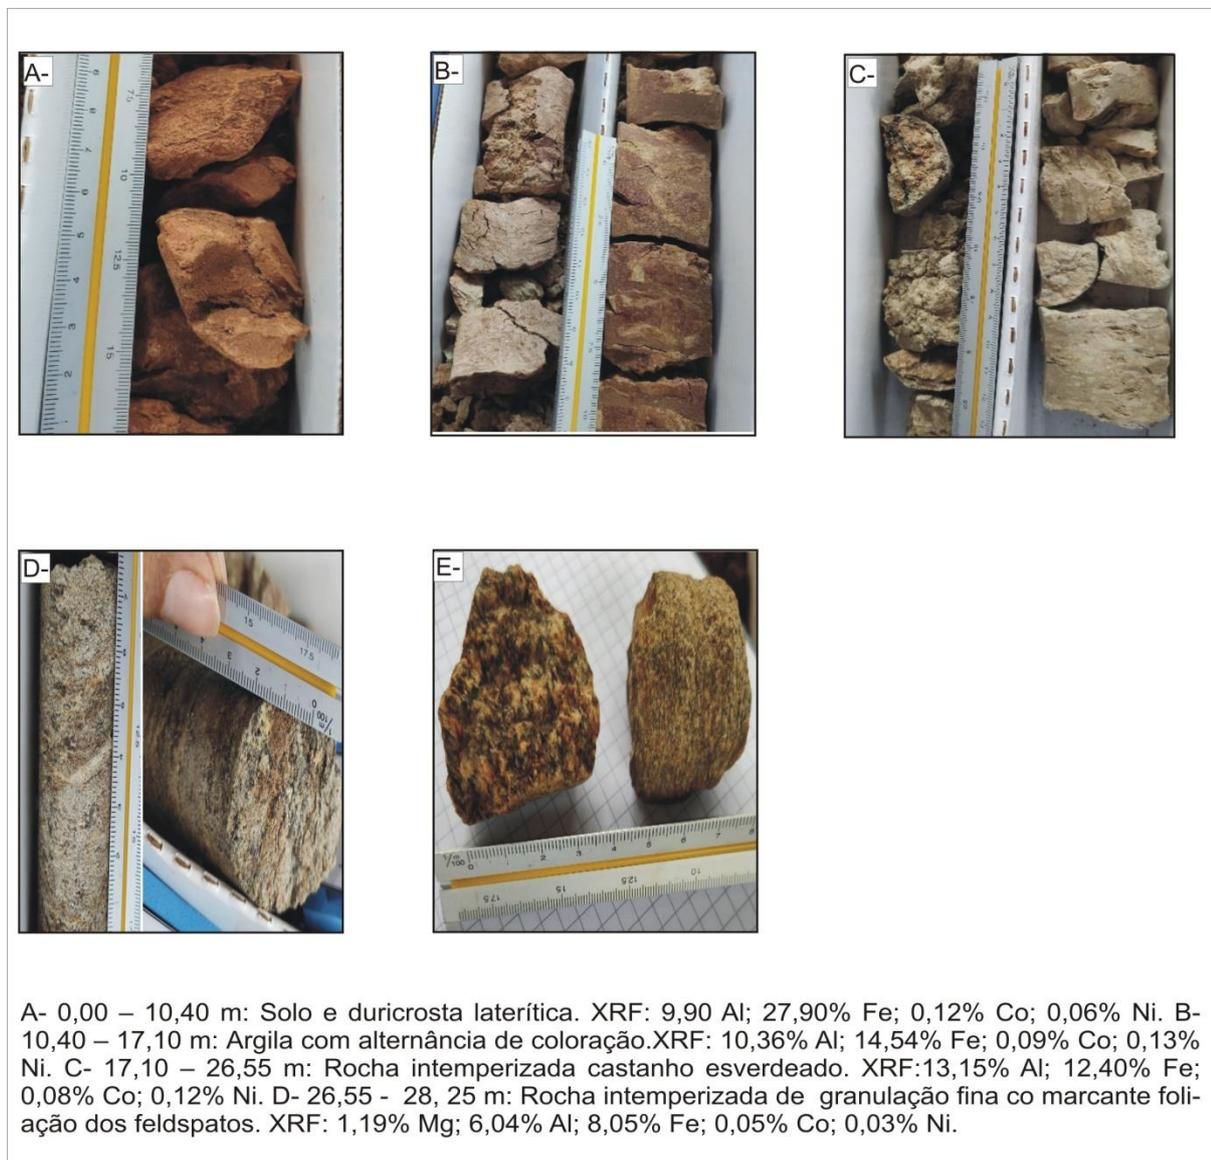 A-
B-
C-
D-
E-
A- 0,00 – 10,40 m: Solo e duricrosta laterítica. XRF: 9,90 Al; 27,90% Fe; 0,12% Co; 0,06% Ni. B-
10,40 – 17,10 m: Argila com alternância de coloração.XRF: 10,36% Al; 14,54% Fe; 0,09% Co; 0,13%
Ni. C- 17,10 – 26,55 m: Rocha intemperizada castanho esverdeado. XRF:13,15% Al; 12,40% Fe;
0,08% Co; 0,12% Ni. D- 26,55 - 28, 25 m: Rocha intemperizada de granulação fina co marcante foli-
ação dos feldspatos. XRF: 1,19% Mg; 6,04% Al; 8,05% Fe; 0,05% Co; 0,03% Ni.